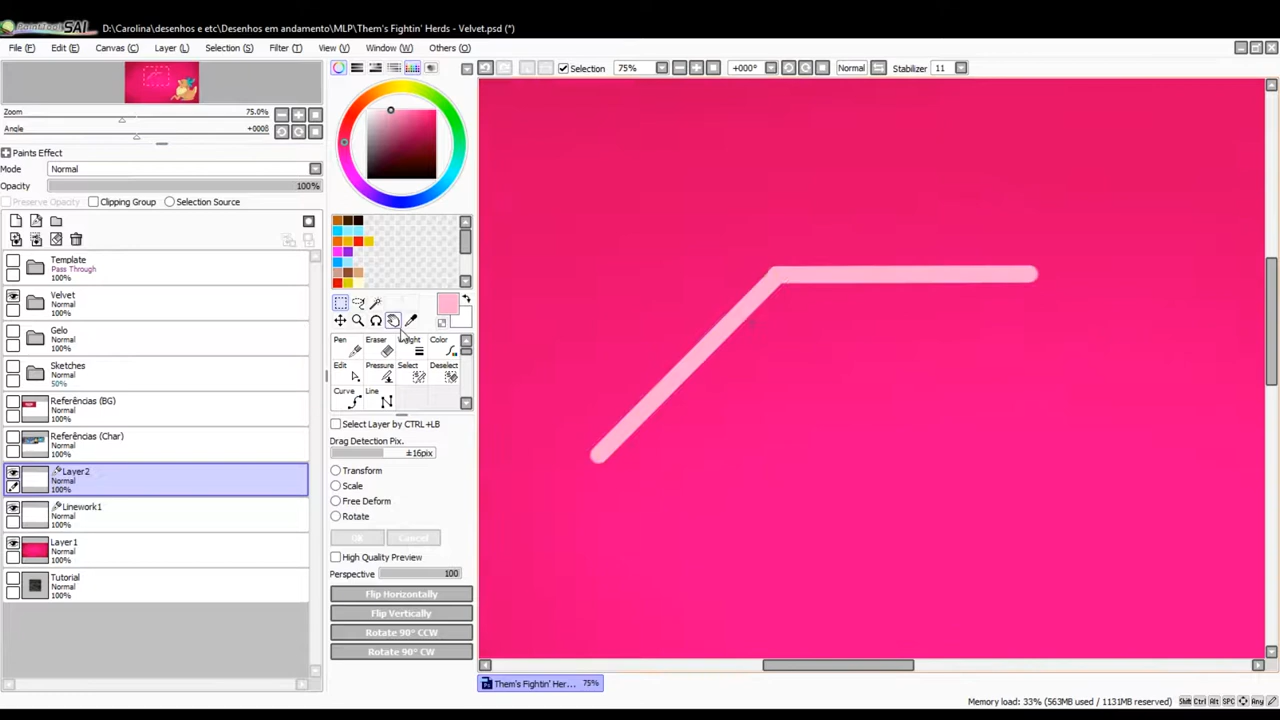 PaintTool SAI D:\Carolina\desenhos e etc\Desenhos em andamento\MLP\Them's Fightin' Herds - Velvet.psd (*)
File (F) Edit (E) Canvas (C) Layer (L) Selection (S) Filter (T) View (V) Window (W) Others (O)
Selection 75% +000° Normal Stabilizer 11
Zoom 75.0%
Angle +000δ
Paints Effect
Mode Normal
Opacity 100%
Preserve Opacity Clipping Group Selection Source
Template
Pass Through
100%
Velvet
Normal
100%
Gelo
Normal
100%
Sketches
50%
Referências (BG)
Normal
100%
Referências (Char)
Normal
100%
Layer2
Normal
100%
Linework1
Normal
100%
Layer1
Normal
100%
Tutorial
Normal
100%
Pen Eraser Color
Edit Pressure Select Deselect
Curve Line
Select Layer by CTRL+LB
Drag Detection Pix.
±16pix
Transform
Scale
Free Deform
Rotate
OK Cancel
High Quality Preview
Perspective 100
Flip Horizontally
Flip Vertically
Rotate 90° CCW
Rotate 90° CW
Them's Fightin' Her... 75%
Memory load: 33% (563MB used / 1131MB reserved) Shift Ctrl Alt SPC Any